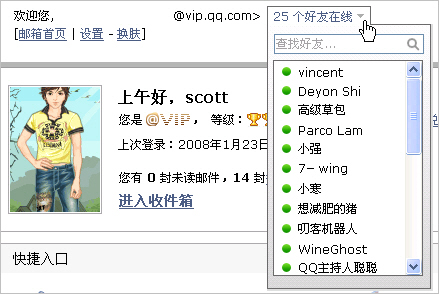 欢迎您,
@vip.qq.com>
25 个好友在线
[邮箱首页 | 设置 - 换肤]
查找好友...
vincent
Deyon Shi
高级草包
Parco Lam
小强
7- wing
小寒
想减肥的猪
叨客机器人
WineGhost
QQ主持人聪聪
上午好，scott
您是 @VIP， 等级：
上次登录：2008年1月23日
您有 0 封未读邮件，14 封
进入收件箱
快捷入口